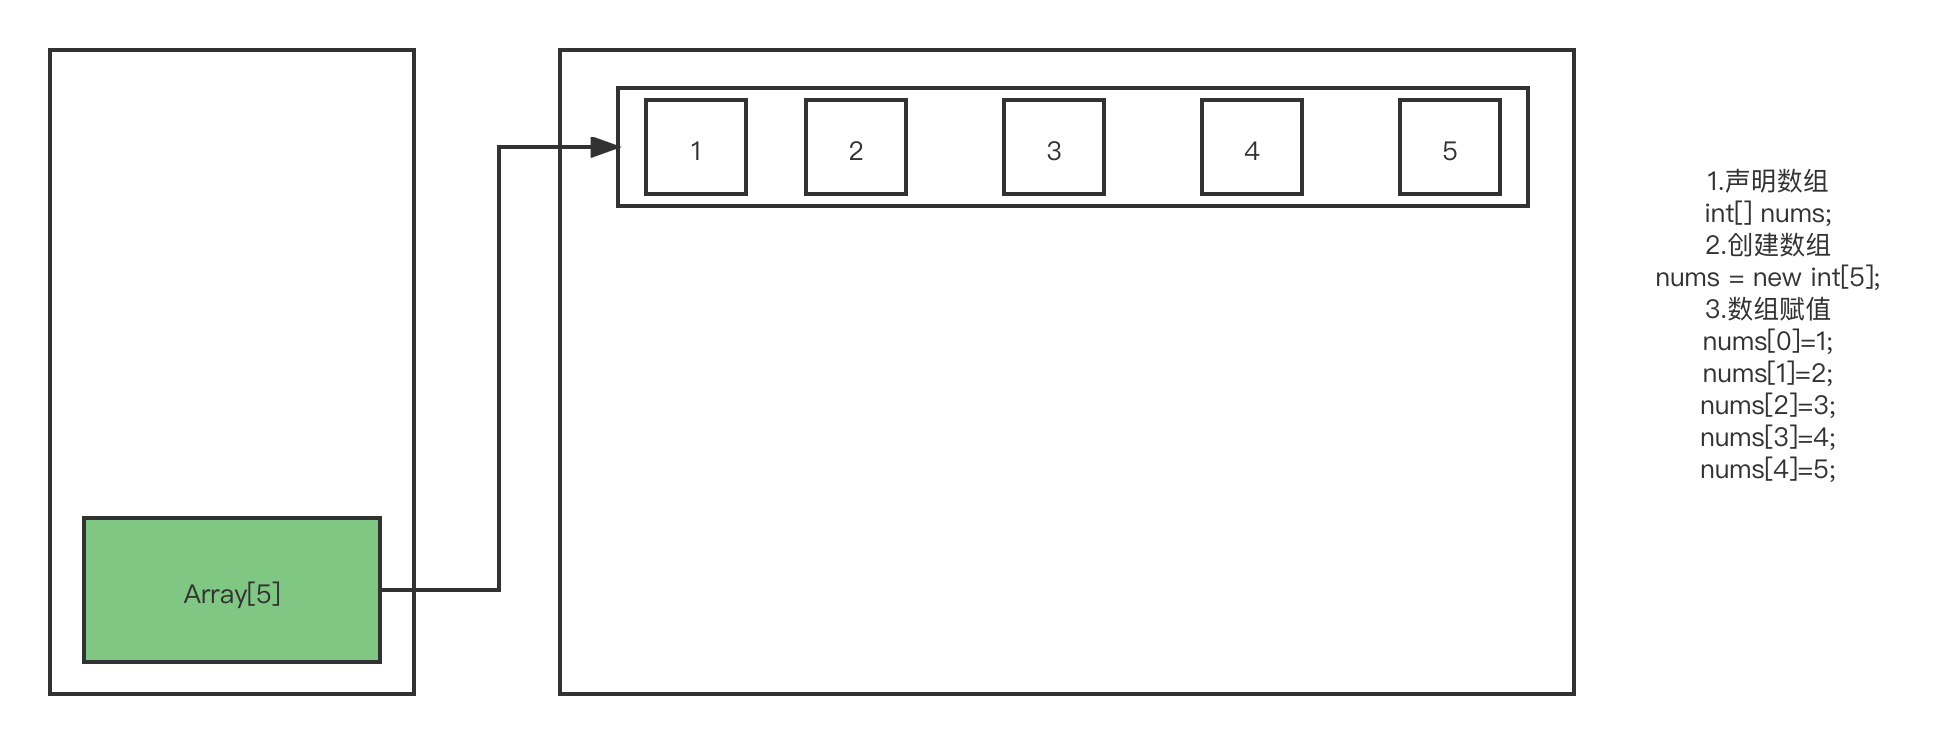 1
2
3
4
5
Array[5]
1.声明数组
int[] nums;
2.创建数组
nums = new int[5];
3.数组赋值
nums[0]=1;
nums[1]=2;
nums[2]=3;
nums[3]=4;
nums[4]=5;